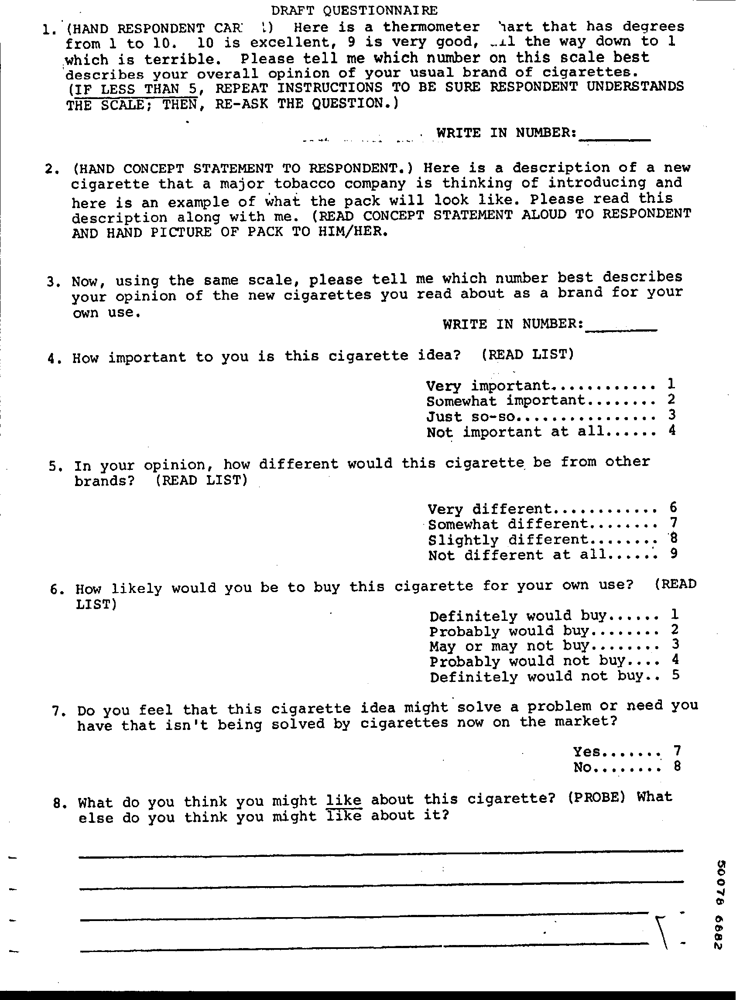 DRAFT QUESTIONNAIRE
1. (HAND RESPONDENT Here is a thermometer that has degrees
from 1 to 10. 10 is excellent, 9 is very good, the way down to 1
which is terrible. Please tell me which number on this scale best
describes your overall opinion of your usual brand of cigarettes.
(IF LESS THAN 5, REPEAT INSTRUCTIONS TO BE SURE RESPONDENT UNDERSTANDS
THE SCALE; THEN, RE-ASK THE QUESTION.)
WRITE IN NUMBER:________
2. (HAND CONCEPT STATEMENT TO RESPONDENT.) Here is a description of a new
cigarette that a major tobacco company is thinking of introducing and
here is an example of what the pack will look like. Please read this
description along with me. (READ CONCEPT STATEMENT ALOUD TO RESPONDENT
AND HAND PICTURE OF PACK TO HIM/HER.
3. Now, using the same scale, please tell me which number best describes
your opinion of the new cigarettes you read about as a brand for your
own use.
WRITE IN NUMBER:________
4. How important to you is this cigarette idea? (READ LIST)
Very important............ 1
Somewhat important........ 2
Just so-so................ 3
Not important at all...... 4
5. In your opinion, how different would this cigarette be from other
brands? (READ LIST)
Very different............ 6
Somewhat different........ 7
Slightly different........ 8
Not different at all...... 9
6. How likely would you be to buy this cigarette for your own use? (READ
LIST)
Definitely would buy...... 1
Probably would buy........ 2
May or may not buy........ 3
Probably would not buy.... 4
Definitely would not buy.. 5
7. Do you feel that this cigarette idea might solve a problem or need you
have that isn't being solved by cigarettes now on the market?
Yes....... 7
No........ 8
8. What do you think you might like about this cigarette? (PROBE) What
else do you think you might like about it?
50078 6682